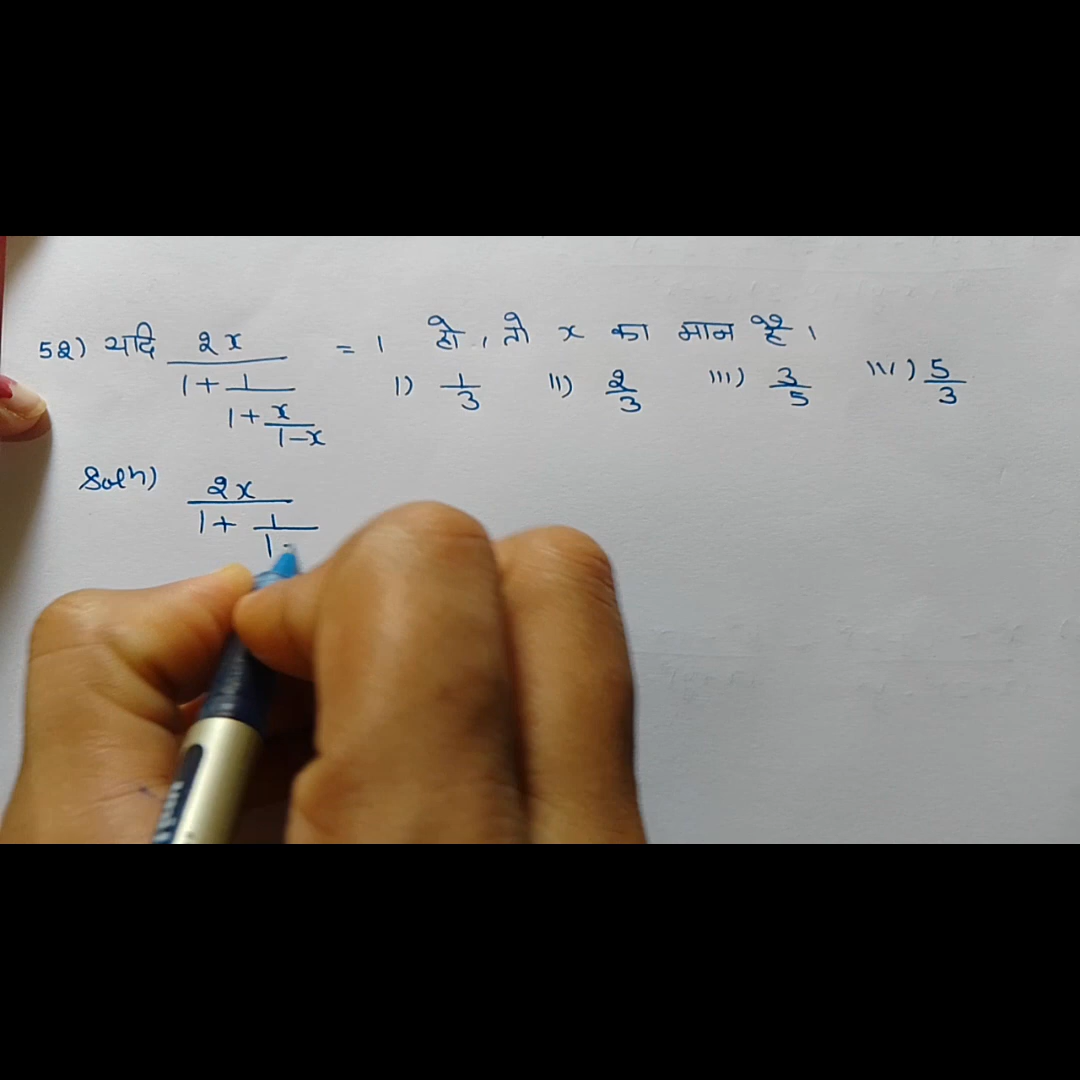 52) यदि 2x = 1 हो, तो x का मान है।
1 + 1
1 + x
1-x
i) 1/3 ii) 2/3 iii) 3/5 iv) 5/3
Soln) 2x
1 + 1
1